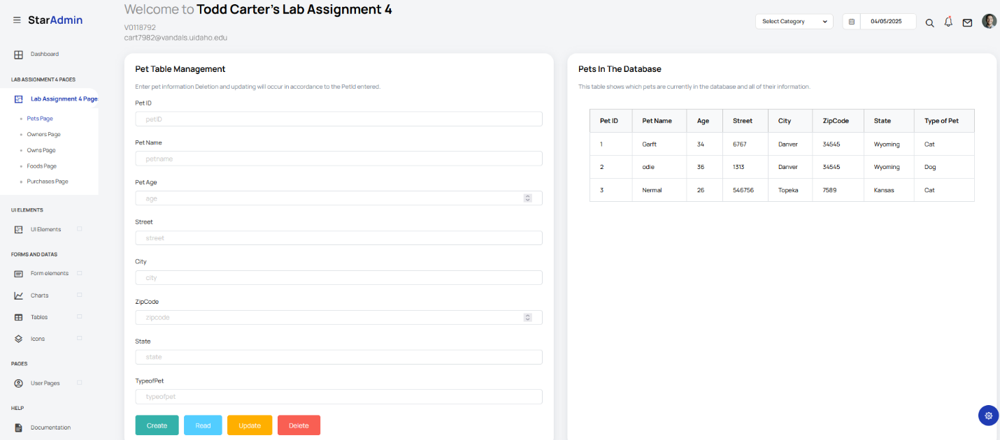 StarAdmin
Dashboard
LAB ASSIGNMENT 4 PAGES
Lab Assignment 4 Page
Pets Page
Owners Page
Owns Page
Foods Page
Purchases Page
UI ELEMENTS
UI Elements
FORMS AND DATAS
Form elements
Charts
Tables
Icons
PAGES
User Pages
HELP
Documentation
Welcome to Todd Carter's Lab Assignment 4
V0118792
cart7982@vandals.uidaho.edu
Select Category
04/05/2025
Pet Table Management
Enter pet information Deletion and updating will occur in accordance to the PetId entered.
Pet ID
petID
Pet Name
petname
Pet Age
age
Street
street
City
city
ZipCode
zipcode
State
state
TypeofPet
typeofpet
Create Read Update Delete
Pets In The Database
This table shows which pets are currently in the database and all of their information.
Pet ID Pet Name Age Street City ZipCode State Type of Pet
1 Garft 34 6767 Danver 34545 Wyoming Cat
2 odie 36 1313 Danver 34545 Wyoming Dog
3 Nermal 26 546756 Topeka 7589 Kansas Cat